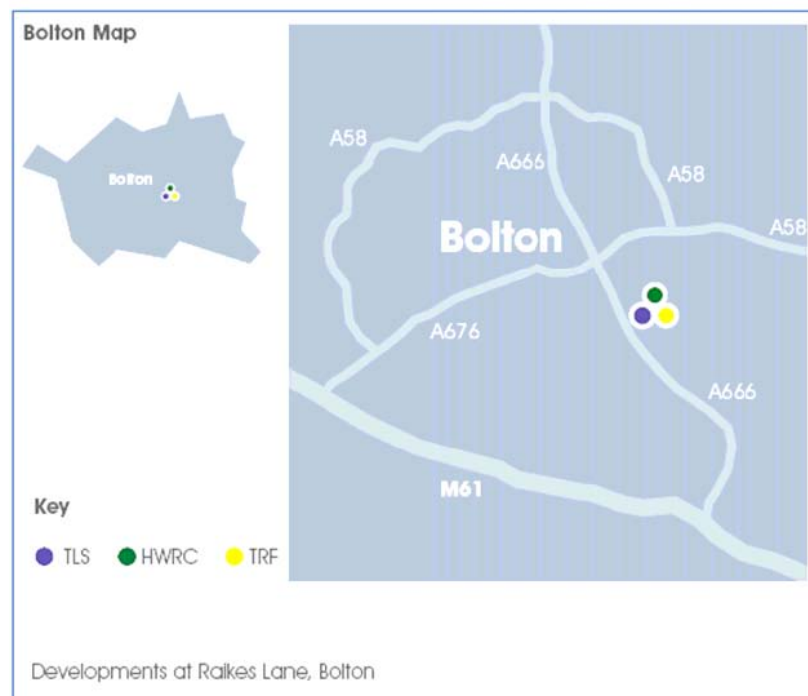 Bolton Map
Bolton
A58
A666
A58
Bolton
A58
A676
A666
M61
Key
TLS HWRC TRF
Developments at Raikes Lane, Bolton